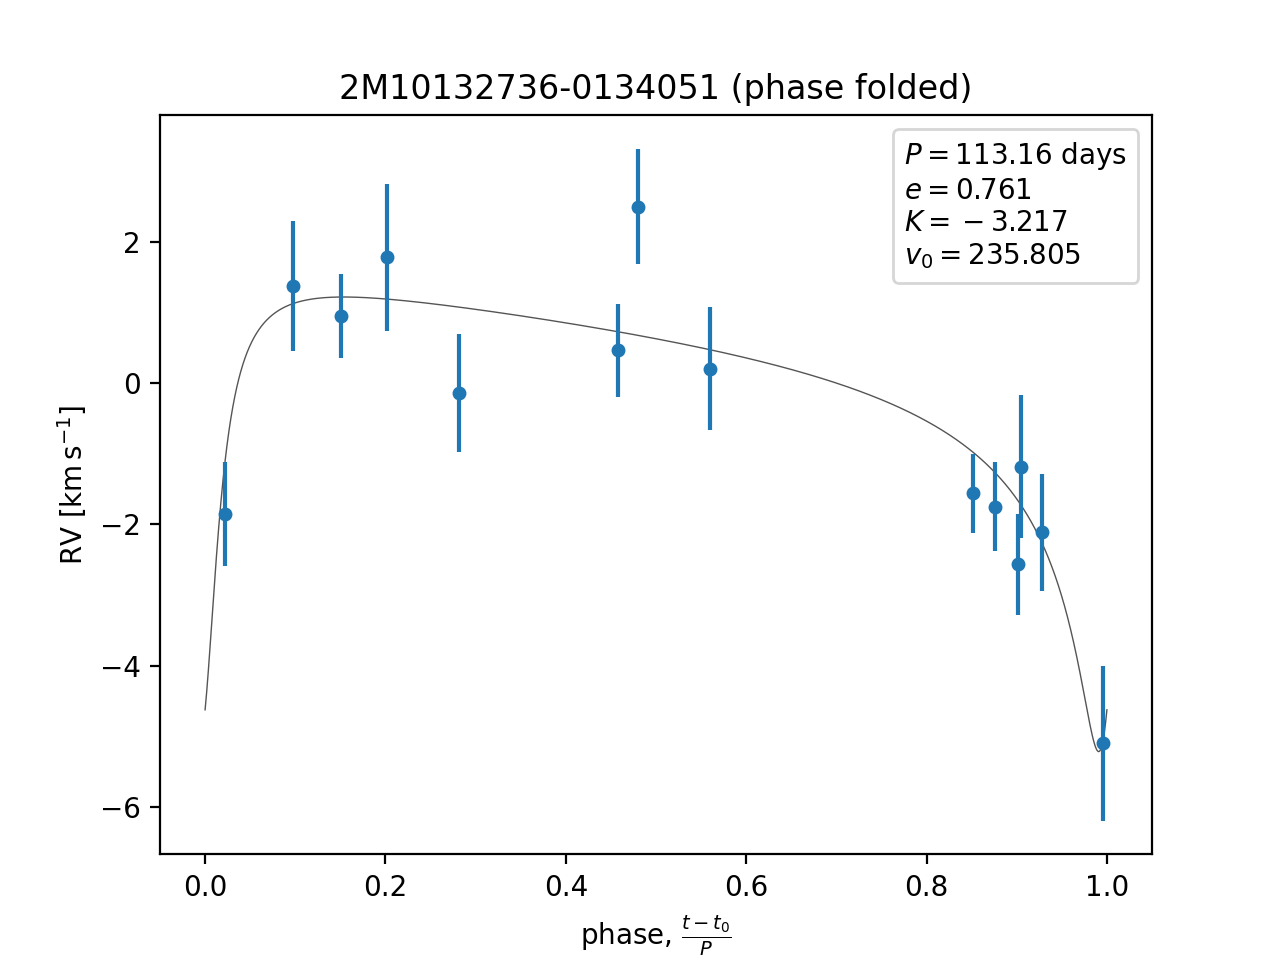 2M10132736-0134051 (phase folded)
P = 113.16 days
e = 0.761
K = −3.217
v₀ = 235.805
2
0
−2
−4
−6
RV [km s⁻¹]
0.0 0.2 0.4 0.6 0.8 1.0
phase, (t − t₀)/P